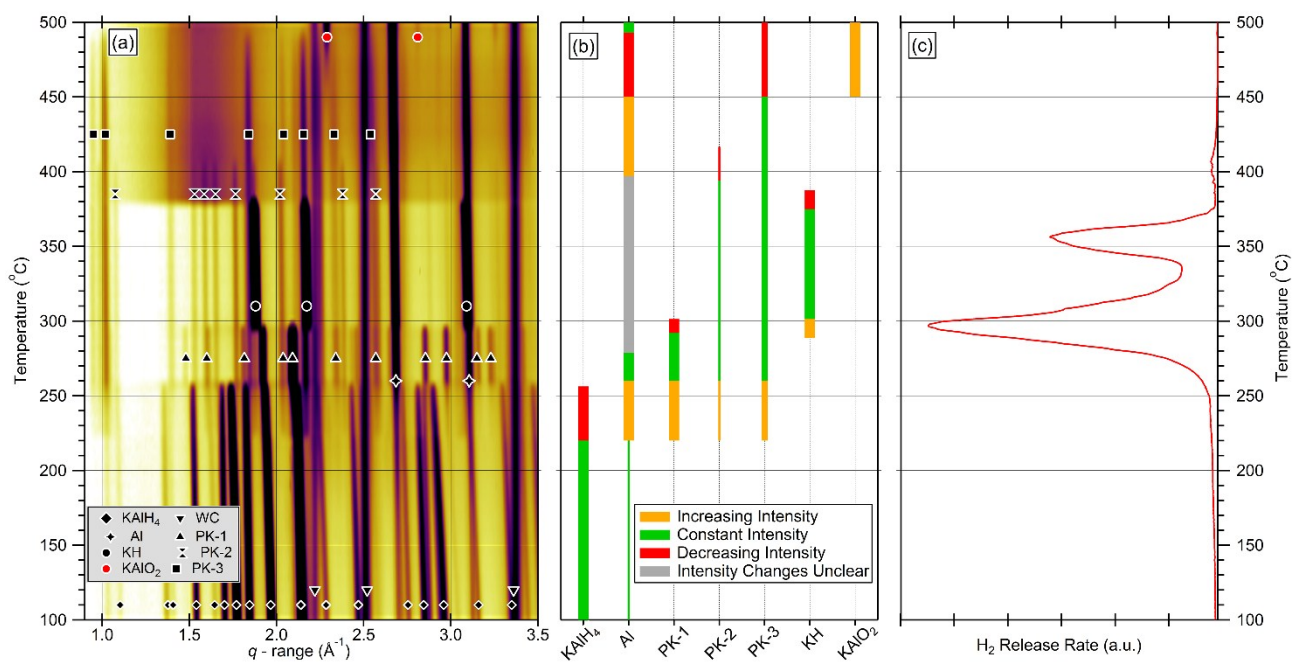 (a)
(b)
(c)
500
450
400
350
300
250
200
150
100
Temperature (°C)
KAlH4
Al
KH
KAlO2
WC
PK-1
PK-2
PK-3
1.0
1.5
2.0
2.5
3.0
3.5
q - range (Å-1)
Increasing Intensity
Constant Intensity
Decreasing Intensity
Intensity Changes Unclear
KAlH4
Al
PK-1
PK-2
PK-3
KH
KAlO2
H2 Release Rate (a.u.)
500
450
400
350
300
250
200
150
100
Temperature (°C)